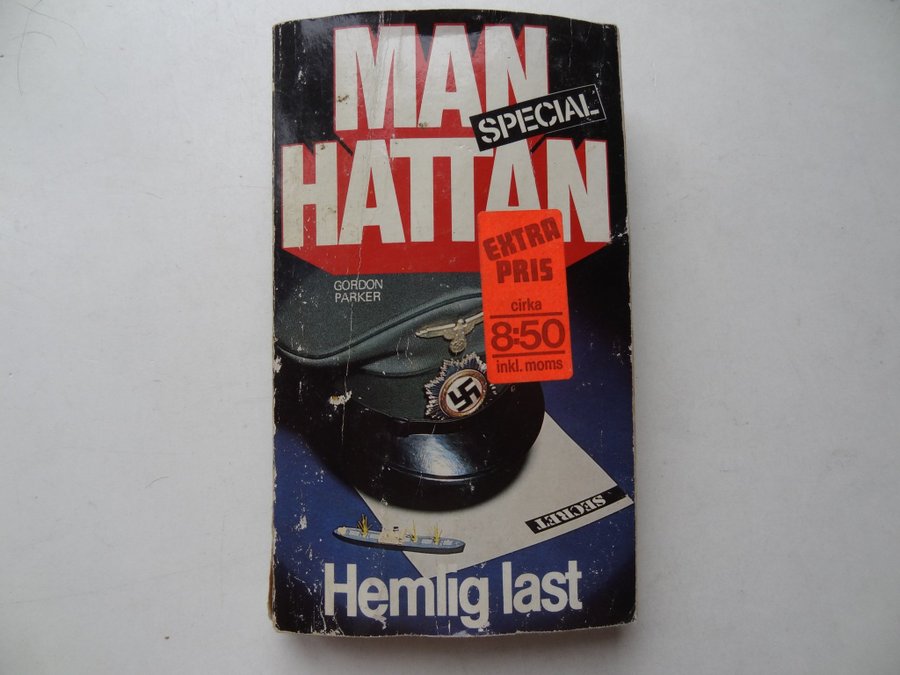 MAN
SPECIAL
HATTAN
EXTRA
PRIS
cirka
8:50
inkl. moms
GORDON
PARKER
SECRET
Hemlig last